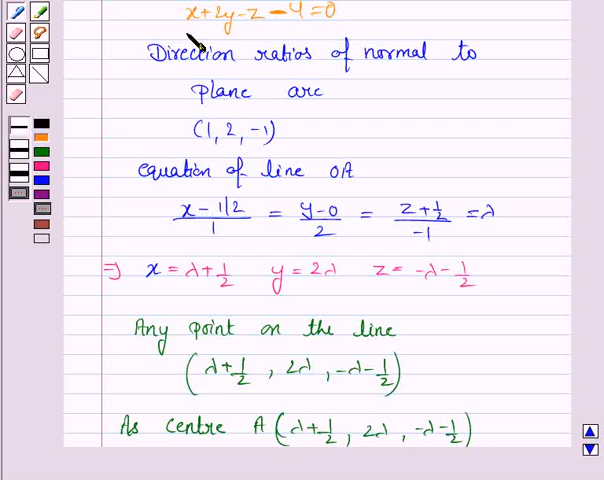 x+2y-z-4=0
Direction ratios of normal to
plane are
(1, 2, -1)
equation of line OA
(x-1/2)/1 = (y-0)/2 = (z+1/2)/-1 = λ
⇒ x = λ+1/2 y = 2λ z = -λ-1/2
Any point on the line
(λ+1/2, 2λ, -λ-1/2)
As centre A (λ+1/2, 2λ, -λ-1/2)